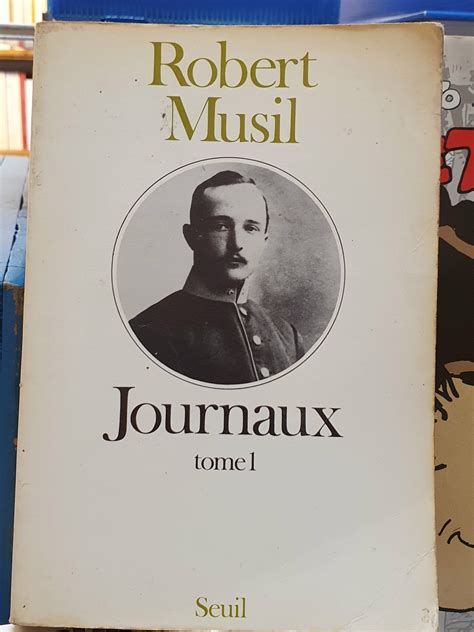 Robert
Musil
Journaux
tome 1
Seuil